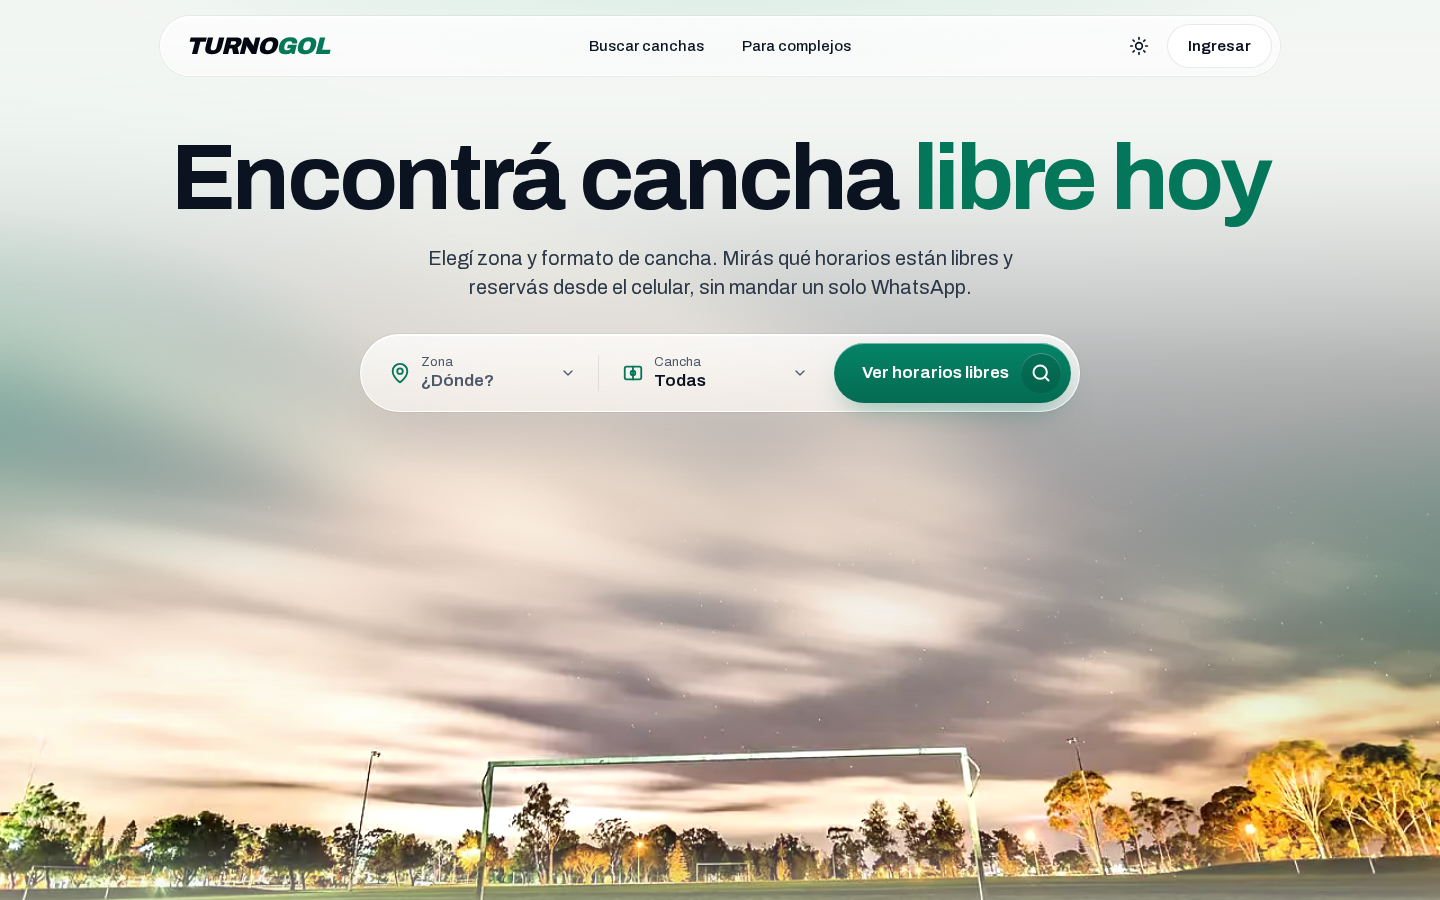 TURNOGOL
Buscar canchas
Para complejos
Ingresar
Encontrá cancha libre hoy
Elegí zona y formato de cancha. Mirás qué horarios están libres y
reservás desde el celular, sin mandar un solo WhatsApp.
Zona
¿Dónde?
Cancha
Todas
Ver horarios libres